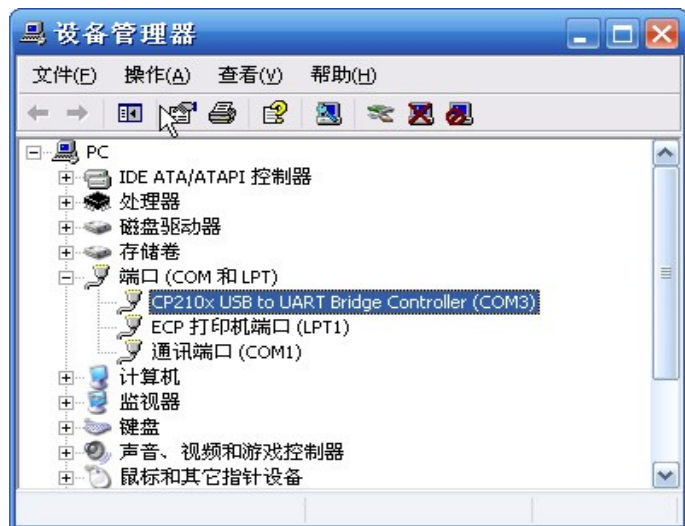 设备管理器
文件(F) 操作(A) 查看(V) 帮助(H)
PC
IDE ATA/ATAPI 控制器
处理器
磁盘驱动器
存储卷
端口 (COM 和 LPT)
CP210x USB to UART Bridge Controller (COM3)
ECP 打印机端口 (LPT1)
通讯端口 (COM1)
计算机
监视器
键盘
声音、视频和游戏控制器
鼠标和其它指针设备